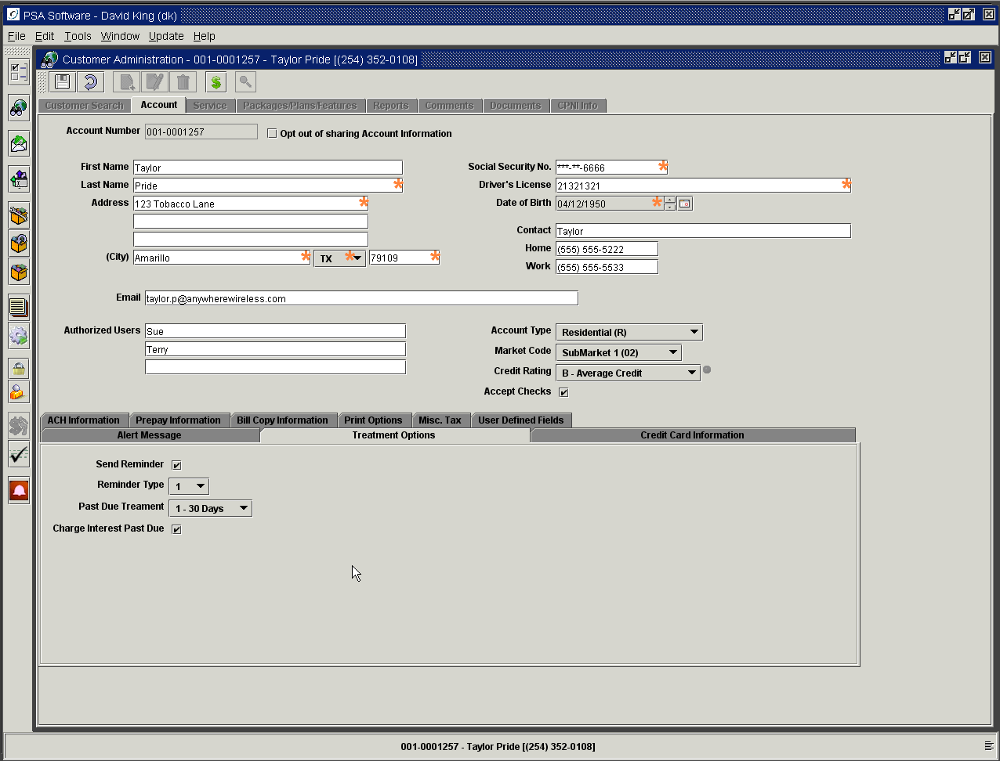 PSA Software - David King (dk)
File Edit Tools Window Update Help
Customer Administration - 001-0001257 - Taylor Pride [(254) 352-0108]
Customer Search Account Service Packages/Plans/Features Reports Comments Documents CPNI Info
Account Number 001-0001257 Opt out of sharing Account Information
First Name Taylor Social Security No. ***-**-6666
Last Name Pride Driver's License 21321321
Address 123 Tobacco Lane Date of Birth 04/12/1950
Contact Taylor
Home (555) 555-5222
(City) Amarillo TX 79109
Work (555) 555-5533
Email taylor.p@anywherewireless.com
Authorized Users Sue Account Type Residential (R)
Terry Market Code SubMarket 1 (02)
Credit Rating B - Average Credit
Accept Checks
ACH Information Prepay Information Bill Copy Information Print Options Misc. Tax User Defined Fields
Alert Message Treatment Options Credit Card Information
Send Reminder
Reminder Type 1
Past Due Treament 1 - 30 Days
Charge Interest Past Due
001-0001257 - Taylor Pride [(254) 352-0108]